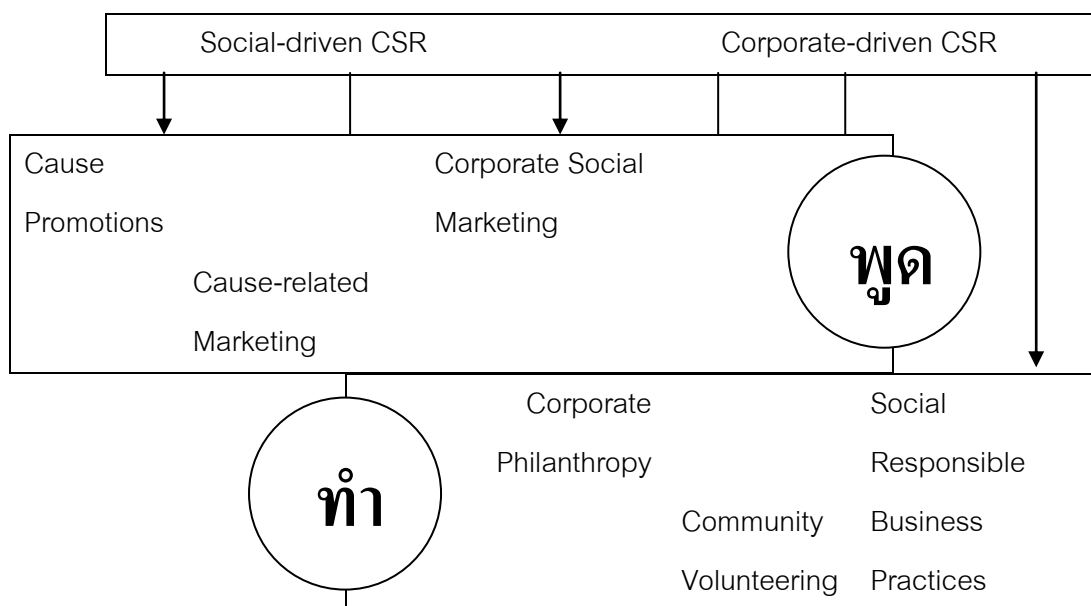 Social-driven CSR Corporate-driven CSR
Cause Corporate Social
Promotions Marketing
พูด
Cause-related
Marketing
Corporate Social
Philanthropy Responsible
ทำ
Community Business
Volunteering Practices